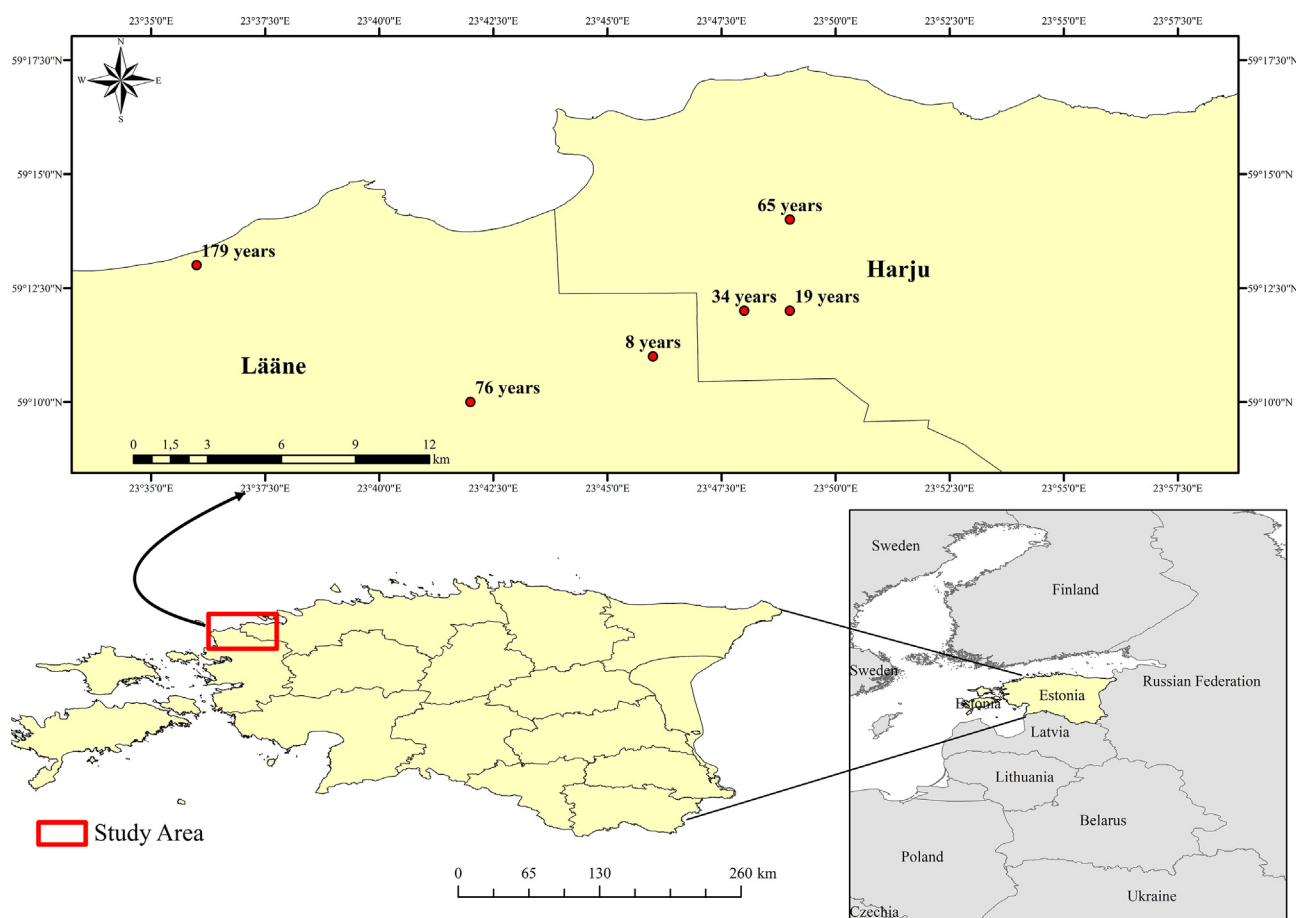 23°35'0"E 23°37'30"E 23°40'0"E 23°42'30"E 23°45'0"E 23°47'30"E 23°50'0"E 23°52'30"E 23°55'0"E 23°57'30"E
59°17'30"N 59°17'30"N
N
W E
S
59°15'0"N 59°15'0"N
65 years
179 years
Harju
59°12'30"N 59°12'30"N
34 years 19 years
8 years
Lääne
76 years
59°10'0"N 59°10'0"N
0 1,5 3 6 9 12
km
23°35'0"E 23°37'30"E 23°40'0"E 23°42'30"E 23°45'0"E 23°47'30"E 23°50'0"E 23°52'30"E 23°55'0"E 23°57'30"E
Sweden
Finland
Sweden
Russian Federation
Estonia
Estonia
Latvia
Lithuania
Belarus
Poland
Ukraine
Czechia
Study Area
0 65 130 260 km